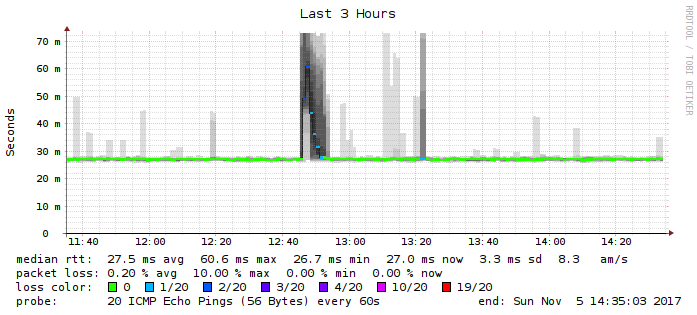 Last 3 Hours
RRDTOOL / TOBI OETIKER
Seconds
70 m
60 m
50 m
40 m
30 m
20 m
10 m
0
11:40 12:00 12:20 12:40 13:00 13:20 13:40 14:00 14:20
median rtt: 27.5 ms avg 60.6 ms max 26.7 ms min 27.0 ms now 3.3 ms sd 8.3 am/s
packet loss: 0.20 % avg 10.00 % max 0.00 % min 0.00 % now
loss color: 0 1/20 2/20 3/20 4/20 10/20 19/20
probe: 20 ICMP Echo Pings (56 Bytes) every 60s end: Sun Nov 5 14:35:03 2017